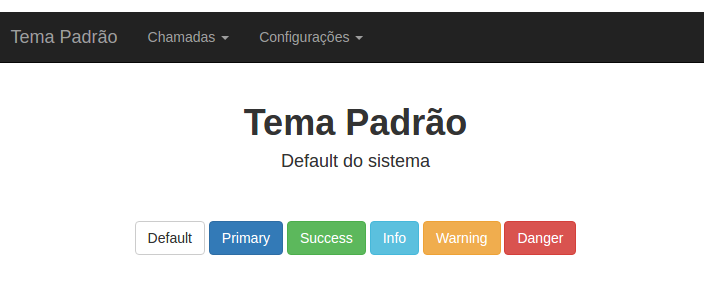 Tema Padrão Chamadas Configurações
Tema Padrão
Default do sistema
Default Primary Success Info Warning Danger